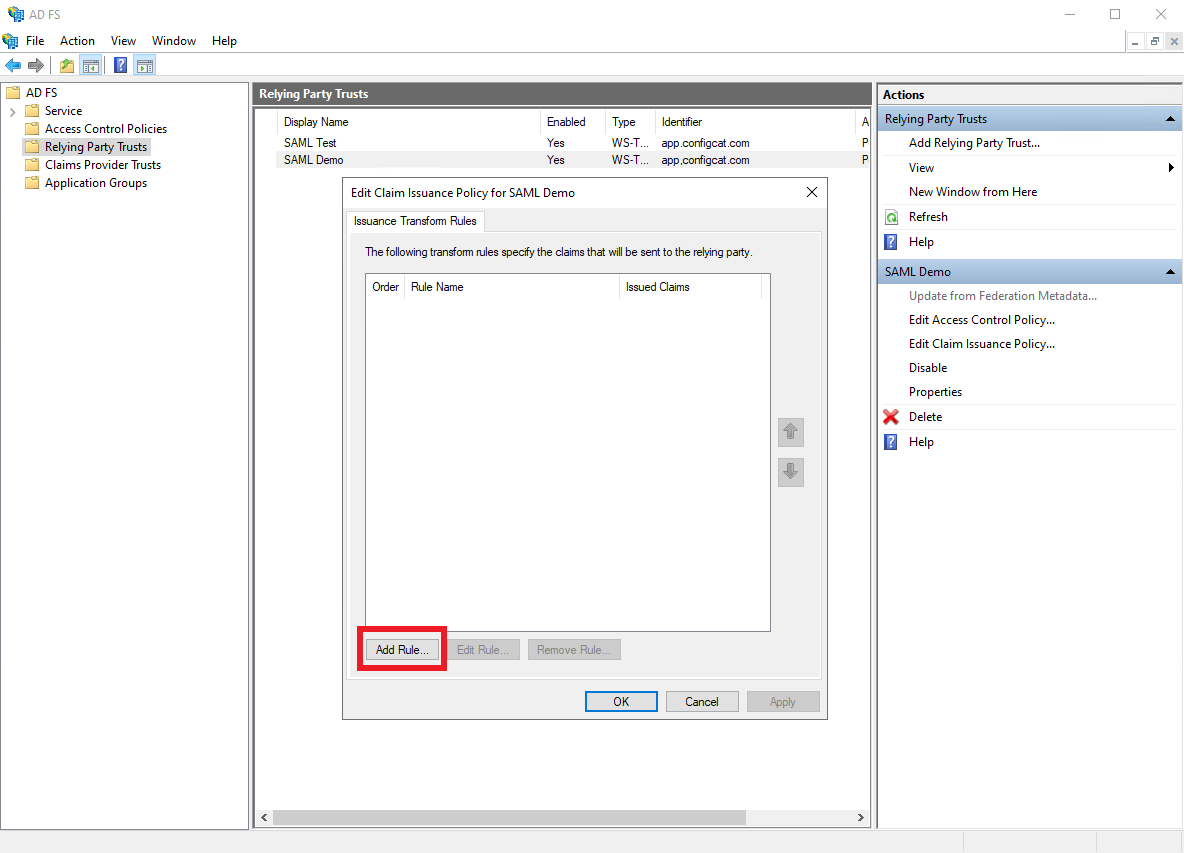 AD FS
File Action View Window Help
AD FS
Service
Access Control Policies
Relying Party Trusts
Claims Provider Trusts
Application Groups
Relying Party Trusts
Display Name Enabled Type Identifier A
SAML Test Yes WS-T... app.configcat.com P
SAML Demo Yes WS-T... app,configcat.com P
Edit Claim Issuance Policy for SAML Demo
Issuance Transform Rules
The following transform rules specify the claims that will be sent to the relying party.
Order Rule Name Issued Claims
Add Rule... Edit Rule... Remove Rule...
OK Cancel Apply
Actions
Relying Party Trusts
Add Relying Party Trust...
View
New Window from Here
Refresh
Help
SAML Demo
Update from Federation Metadata...
Edit Access Control Policy...
Edit Claim Issuance Policy...
Disable
Properties
Delete
Help